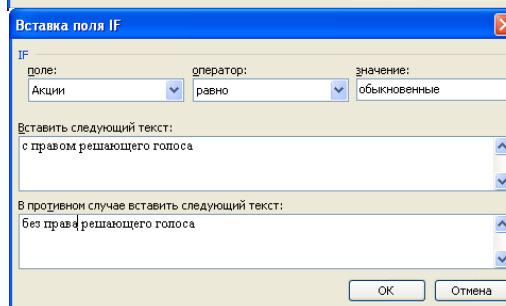 Вставка поля IF
IF
поле: оператор: значение:
Акции равно обыкновенные
Вставить следующий текст:
с правом решающего голоса
В противном случае вставить следующий текст:
без права решающего голоса
ОК Отмена